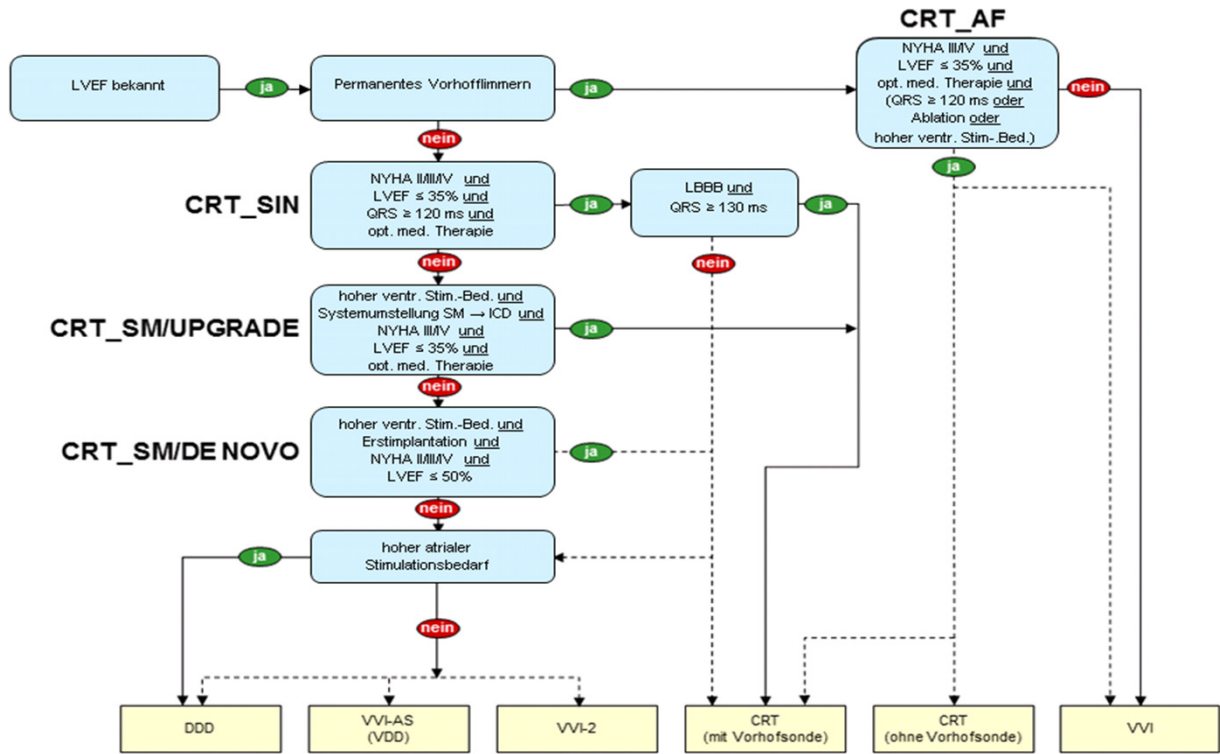 CRT_AF
LVEF bekannt
ja
Permanentes Vorhofflimmern
ja
NYHA III/IV und
LVEF ≤ 35% und
opt. med. Therapie und
(QRS ≥ 120 ms oder
Ablation oder
hoher ventr. Stim-.Bed.)
nein
nein
ja
CRT_SIN
NYHA II/III/IV und
LVEF ≤ 35% und
QRS ≥ 120 ms und
opt. med. Therapie
ja
LBBB und
QRS ≥ 130 ms
ja
nein
nein
CRT_SM/UPGRADE
hoher ventr. Stim.-Bed. und
Systemumstellung SM → ICD und
NYHA III/IV und
LVEF ≤ 35% und
opt. med. Therapie
ja
nein
CRT_SM/DE NOVO
hoher ventr. Stim.-Bed. und
Erstimplantation und
NYHA II/III/IV und
LVEF ≤ 50%
ja
nein
ja
hoher atrialer
Stimulationsbedarf
nein
DDD
VVI-AS
(VDD)
VVI-2
CRT
(mit Vorhofsonde)
CRT
(ohne Vorhofsonde)
VVI